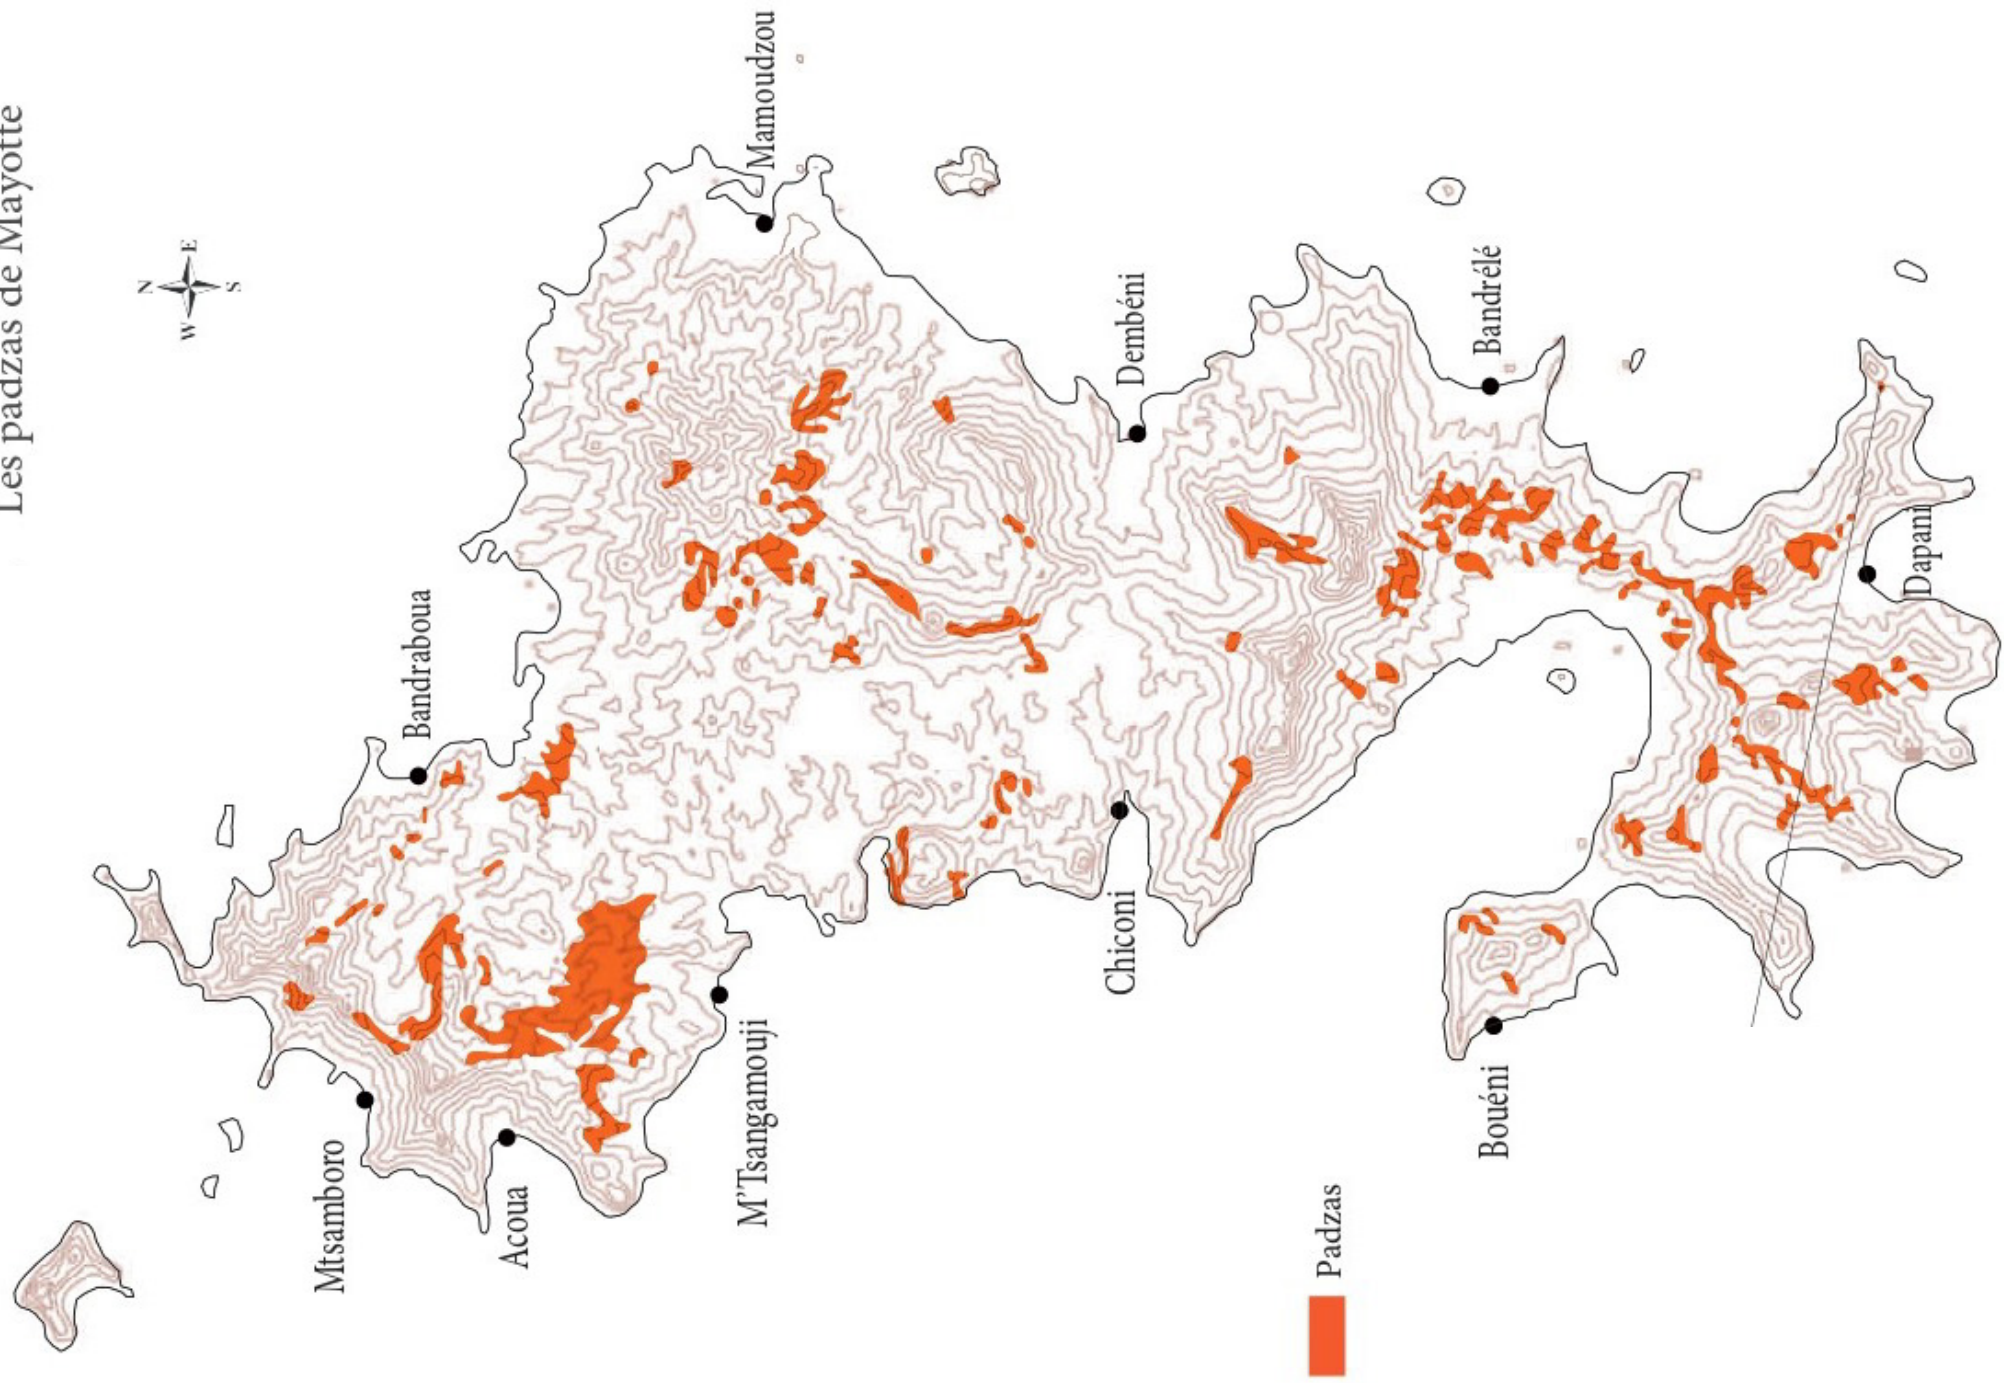 Les padzas de Mayotte
N
W
E
S
Mamoudzou
Bandraboua
Dembéni
Bandrélé
Mtsamboro
Acoua
M'Tsangamouji
Chiconi
Dapani
Bouéni
Padzas